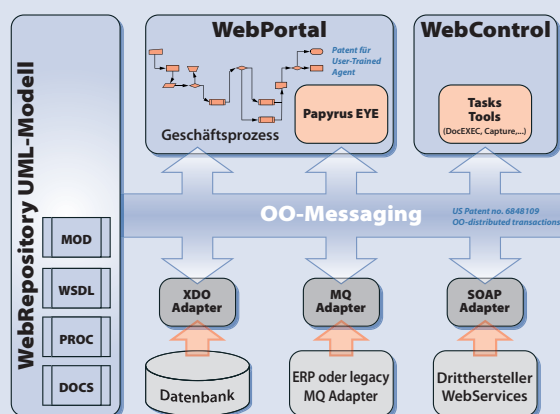 WebRepository UML-Modell
MOD
WSDL
PROC
DOCS
WebPortal
Patent für
User-Trained
Agent
Geschäftsprozess
Papyrus EYE
WebControl
Tasks
Tools
(DocEXEC, Capture,...)
OO-Messaging
US Patent no. 6848109
OO-distributed transactions
XDO
Adapter
MQ
Adapter
SOAP
Adapter
Datenbank
ERP oder legacy
MQ Adapter
Dritthersteller
WebServices